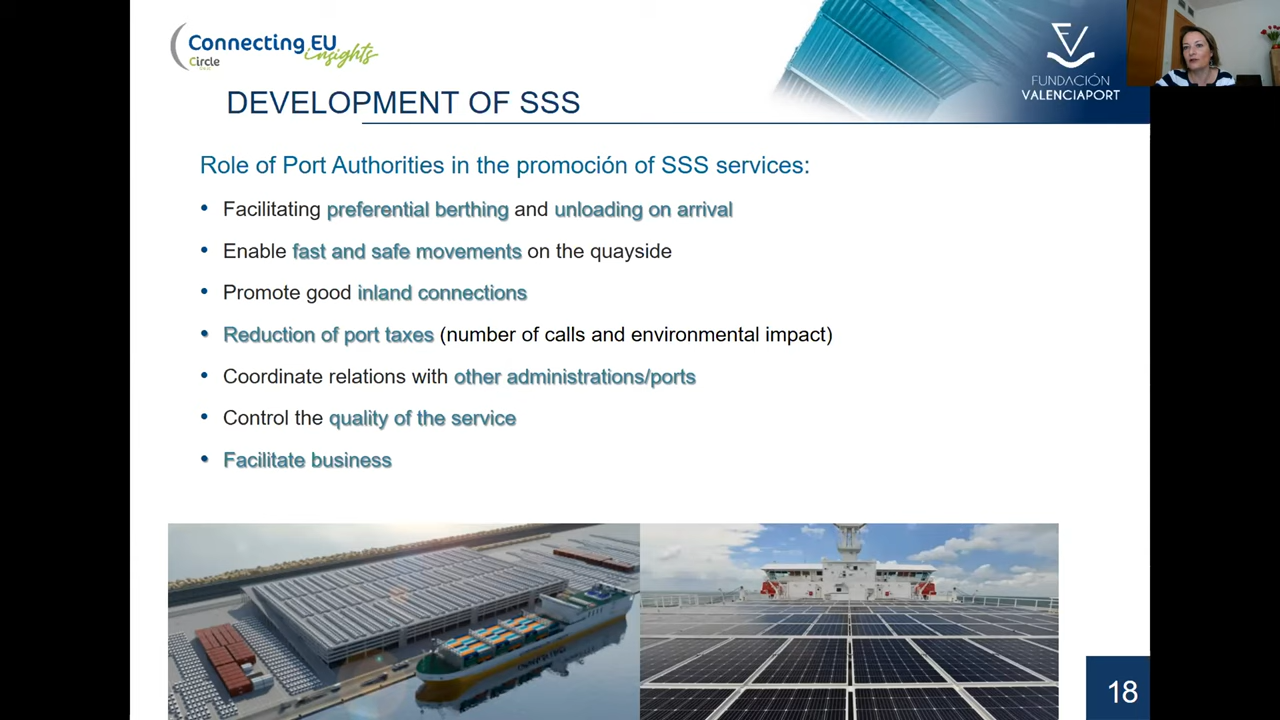 Connecting EU
insights
Circle
FUNDACIÓN
VALENCIAPORT
DEVELOPMENT OF SSS
Role of Port Authorities in the promoción of SSS services:
• Facilitating preferential berthing and unloading on arrival
• Enable fast and safe movements on the quayside
• Promote good inland connections
• Reduction of port taxes (number of calls and environmental impact)
• Coordinate relations with other administrations/ports
• Control the quality of the service
• Facilitate business
18